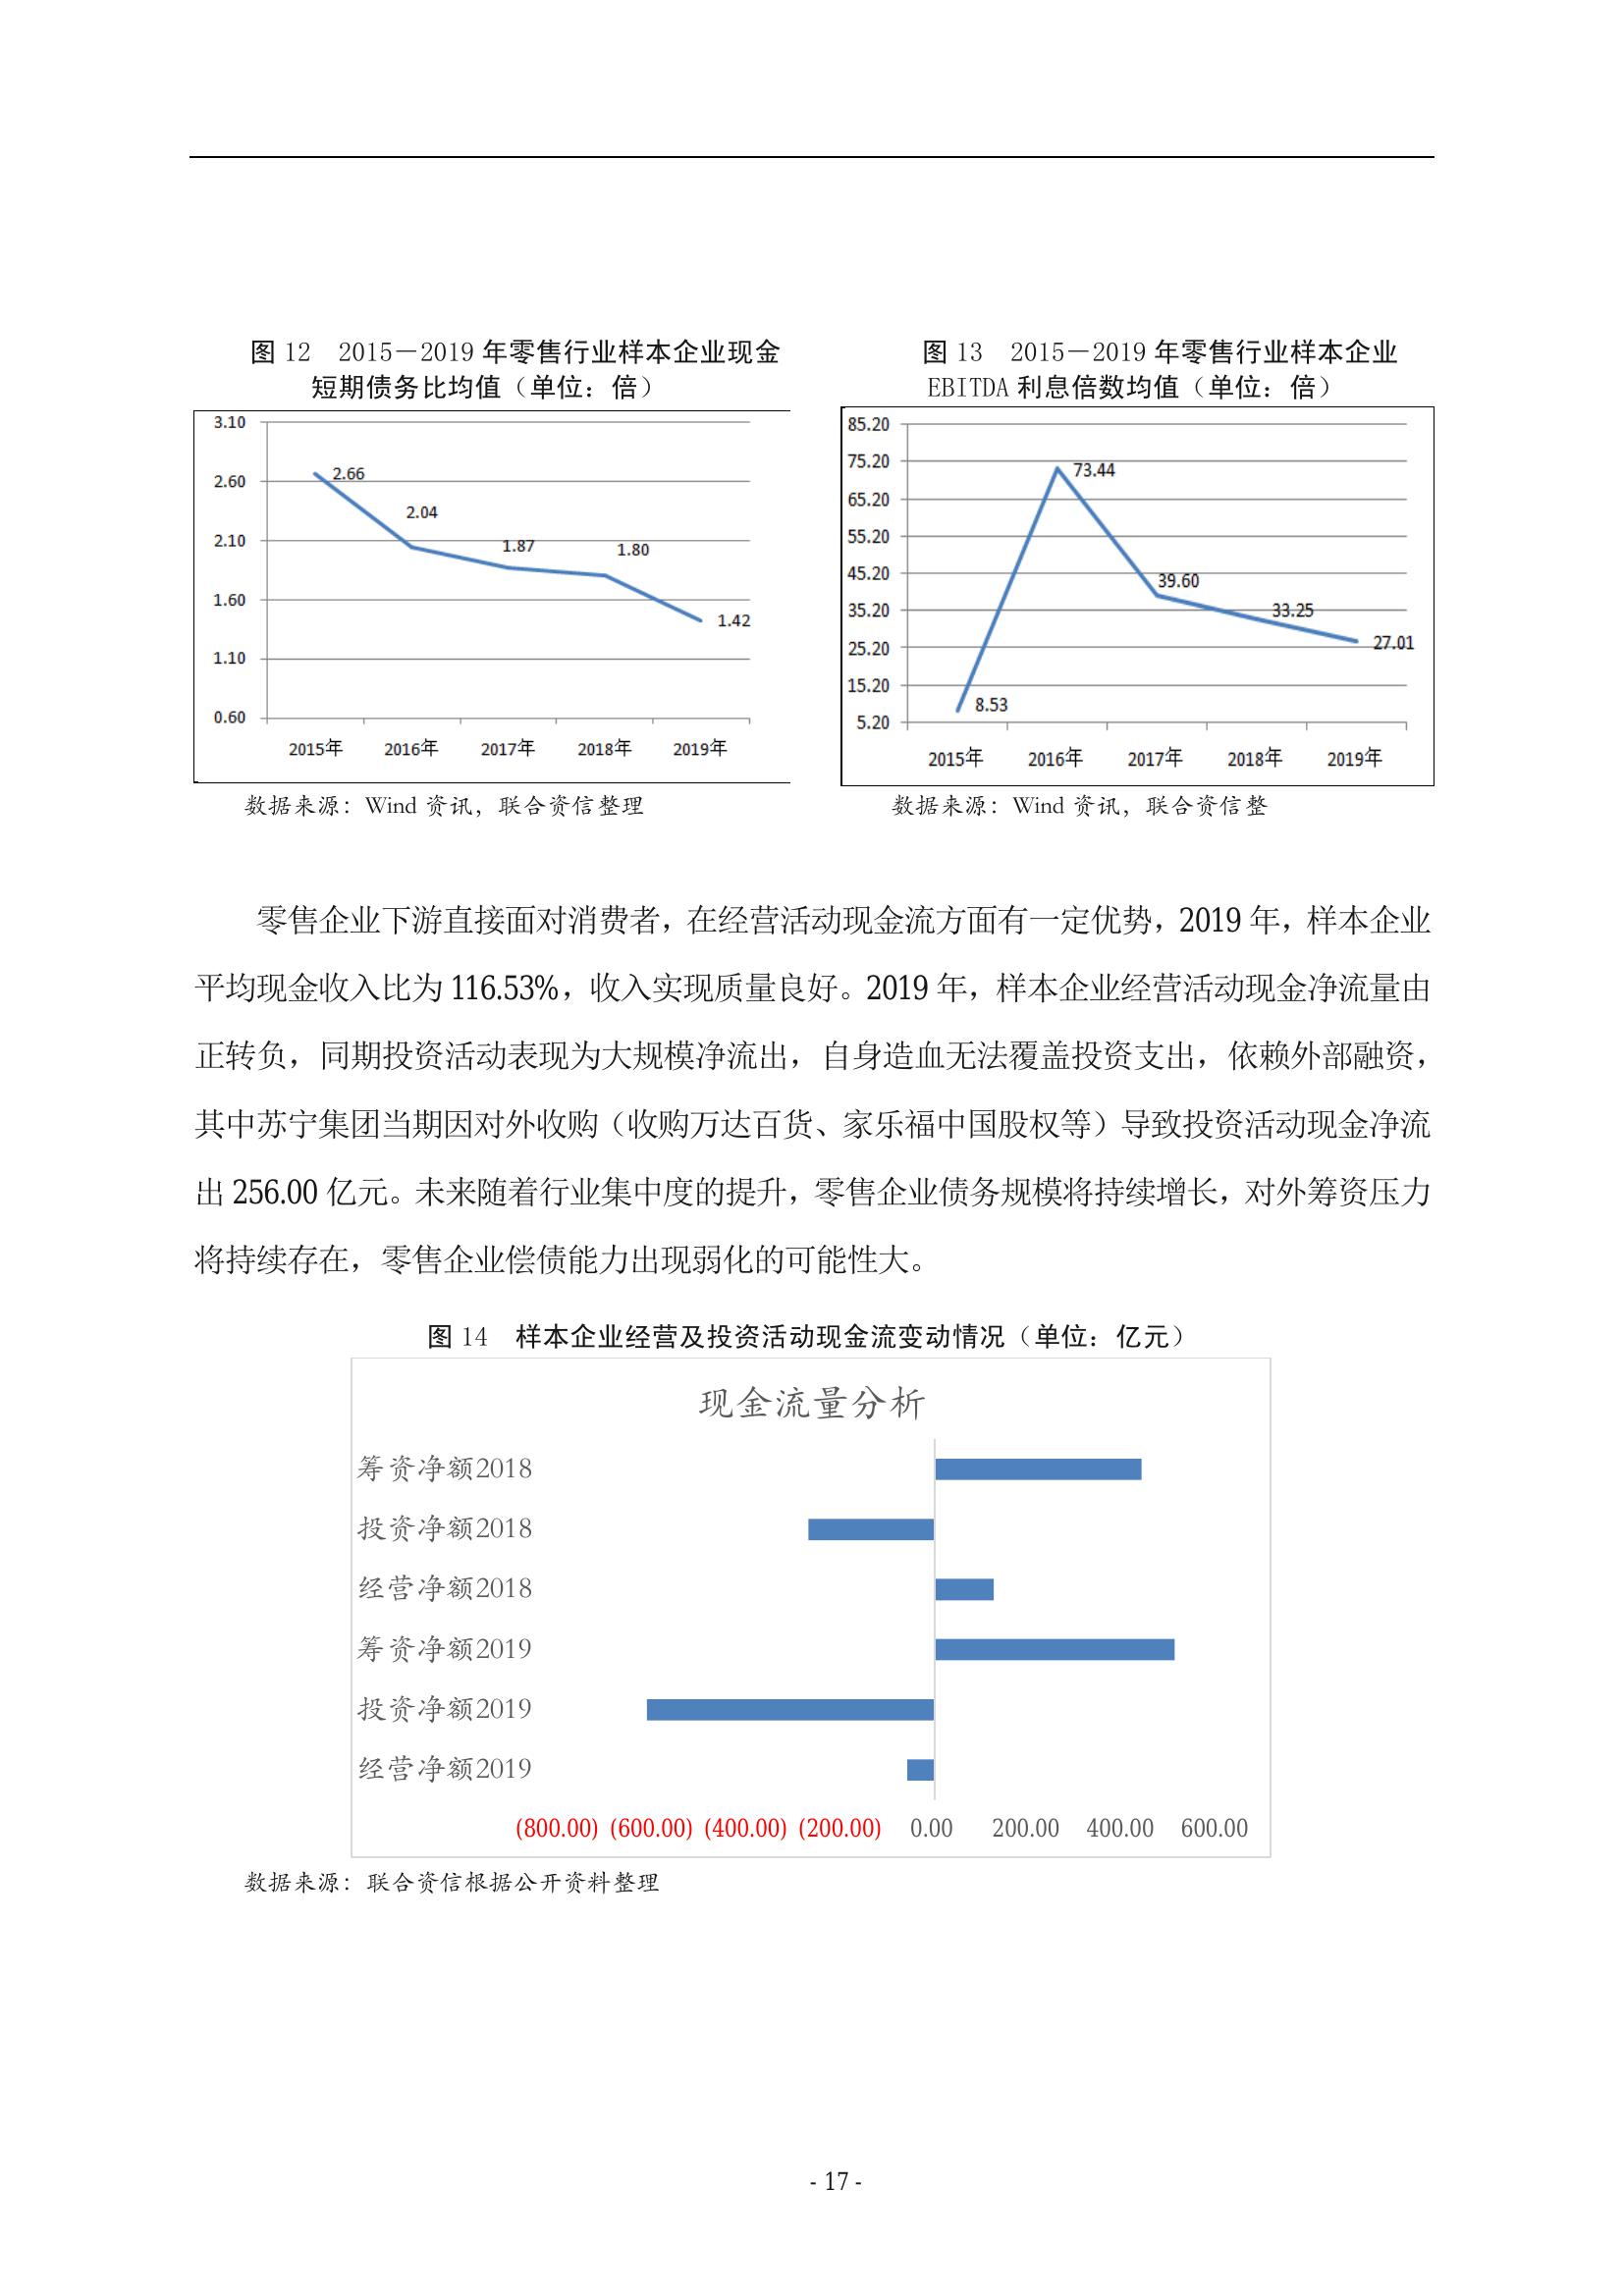 图 12　2015－2019 年零售行业样本企业现金
短期债务比均值（单位：倍）
3.10
2.60
2.10
1.60
1.10
0.60
2.66
2.04
1.87
1.80
1.42
2015年 2016年 2017年 2018年 2019年
数据来源：Wind 资讯，联合资信整理
图 13　2015－2019 年零售行业样本企业
EBITDA 利息倍数均值（单位：倍）
85.20
75.20
65.20
55.20
45.20
35.20
25.20
15.20
5.20
8.53
73.44
39.60
33.25
27.01
2015年 2016年 2017年 2018年 2019年
数据来源：Wind 资讯，联合资信整
零售企业下游直接面对消费者，在经营活动现金流方面有一定优势，2019 年，样本企业
平均现金收入比为 116.53%，收入实现质量良好。2019 年，样本企业经营活动现金净流量由
正转负，同期投资活动表现为大规模净流出，自身造血无法覆盖投资支出，依赖外部融资，
其中苏宁集团当期因对外收购（收购万达百货、家乐福中国股权等）导致投资活动现金净流
出 256.00 亿元。未来随着行业集中度的提升，零售企业债务规模将持续增长，对外筹资压力
将持续存在，零售企业偿债能力出现弱化的可能性大。
图 14　样本企业经营及投资活动现金流变动情况（单位：亿元）
现金流量分析
筹资净额2018
投资净额2018
经营净额2018
筹资净额2019
投资净额2019
经营净额2019
(800.00) (600.00) (400.00) (200.00) 0.00 200.00 400.00 600.00
数据来源：联合资信根据公开资料整理
- 17 -